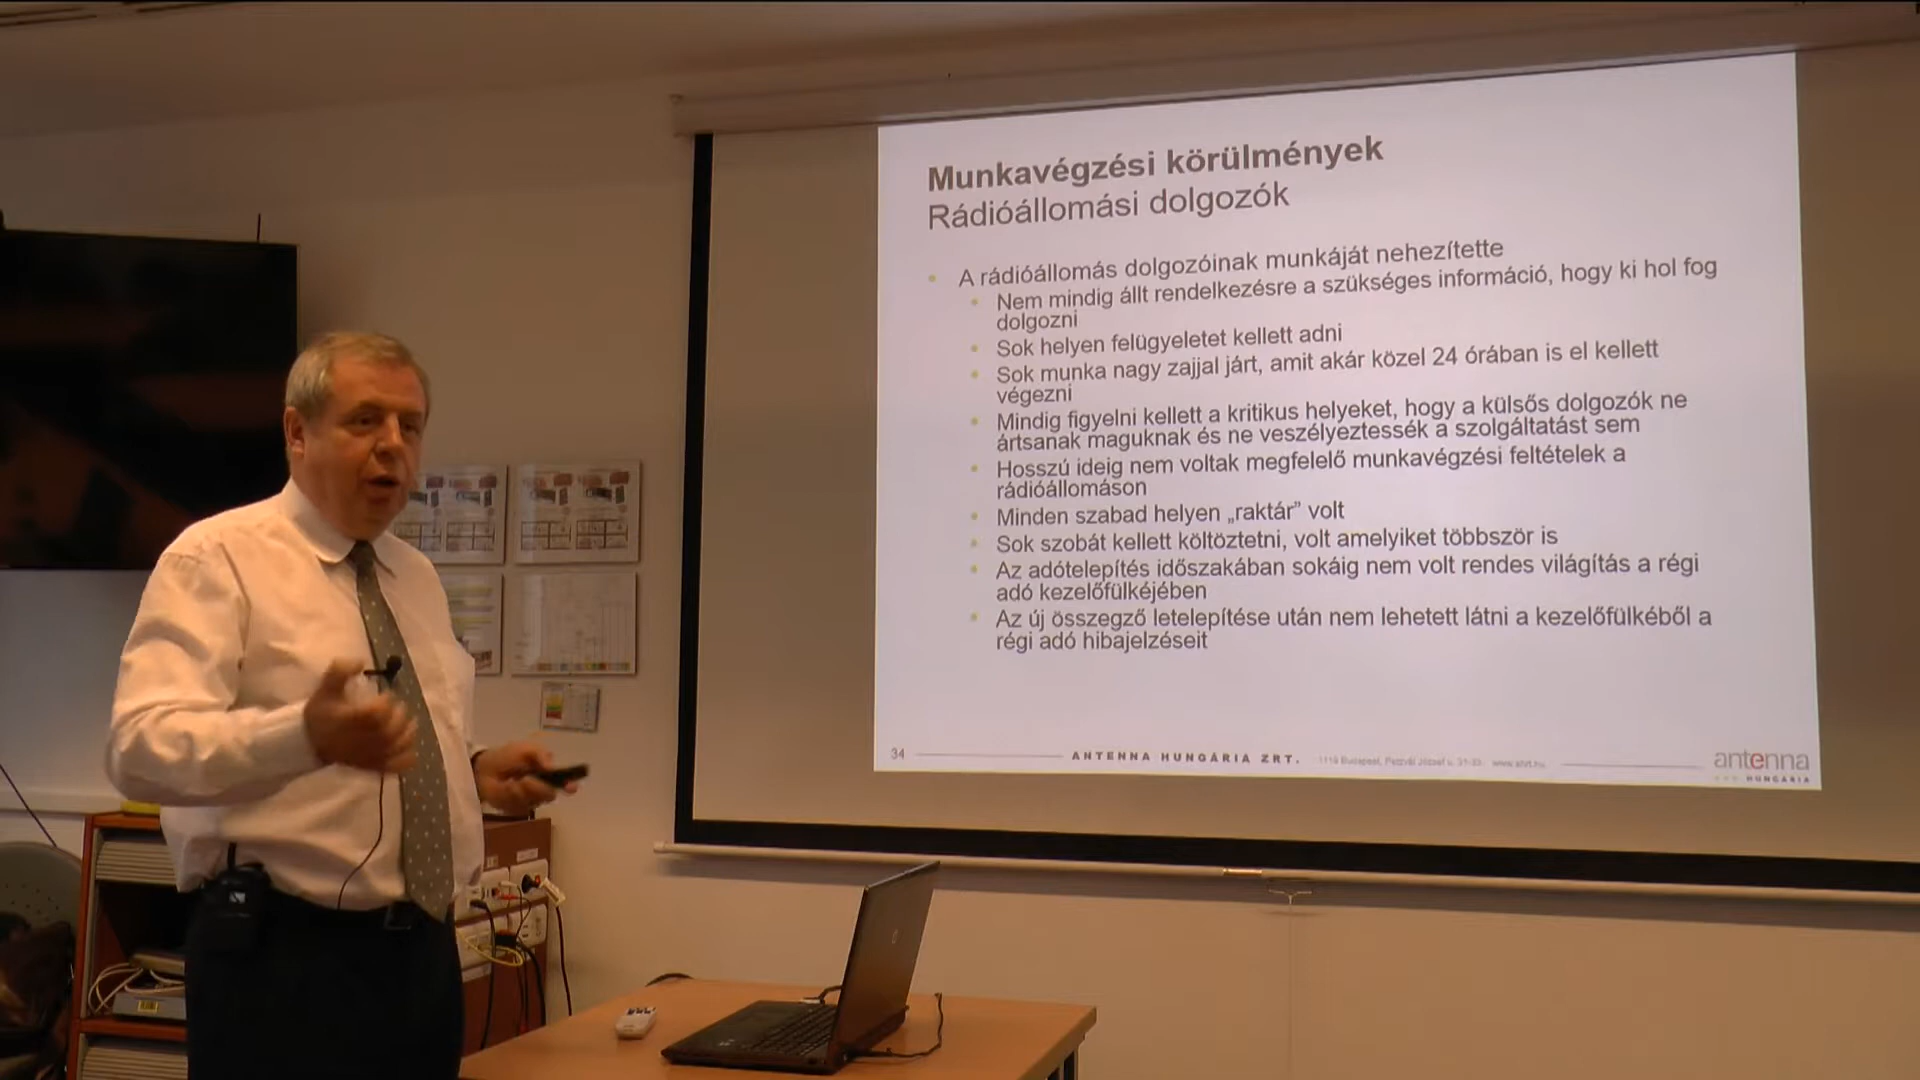 Munkavégzési körülmények
Rádióállomási dolgozók
A rádióállomás dolgozóinak munkáját nehezítette
Nem mindig állt rendelkezésre a szükséges információ, hogy ki hol fog
dolgozni
Sok helyen felügyeletet kellett adni
Sok munka nagy zajjal járt, amit akár közel 24 órában is el kellett
végezni
Mindig figyelni kellett a kritikus helyeket, hogy a külsős dolgozók ne
ártsanak maguknak és ne veszélyeztessék a szolgáltatást sem
Hosszú ideig nem voltak megfelelő munkavégzési feltételek a
rádióállomáson
Minden szabad helyen „raktár” volt
Sok szobát kellett költöztetni, volt amelyiket többször is
Az adótelepítés időszakában sokáig nem volt rendes világítás a régi
adó kezelőfülkéjében
Az új összegző letelepítése után nem lehetett látni a kezelőfülkéből a
régi adó hibajelzéseit
34
ANTENNA HUNGÁRIA ZRT.
antenna
HUNGÁRIA